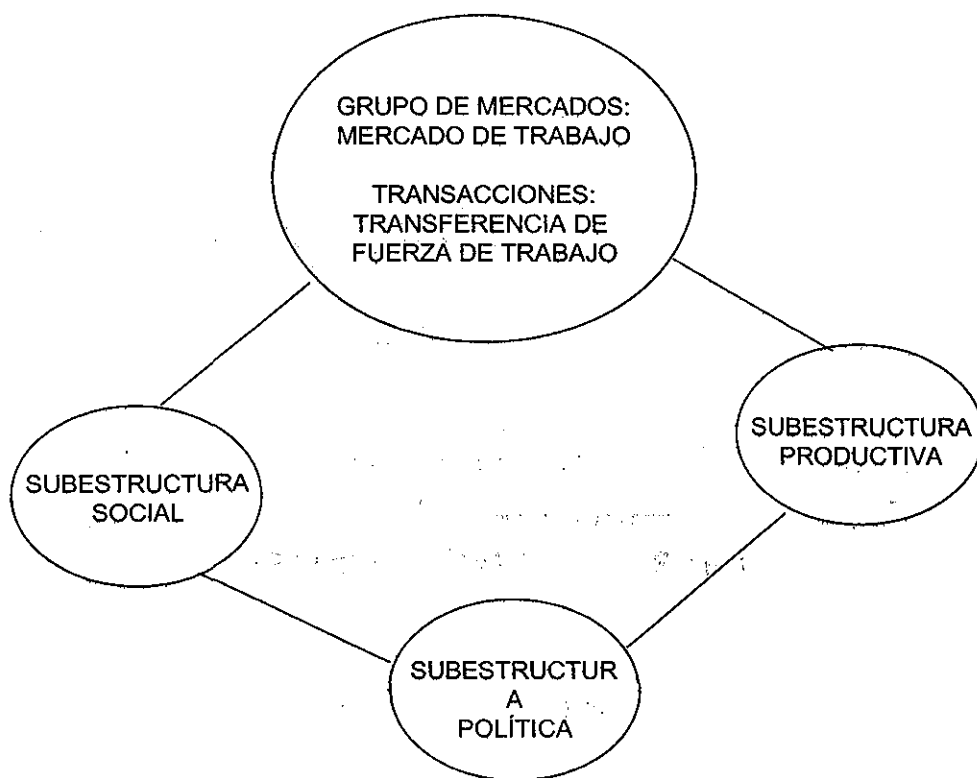 GRUPO DE MERCADOS:
MERCADO DE TRABAJO
TRANSACCIONES:
TRANSFERENCIA DE
FUERZA DE TRABAJO
SUBESTRUCTURA
PRODUCTIVA
SUBESTRUCTURA
SOCIAL
SUBESTRUCTUR
A
POLÍTICA